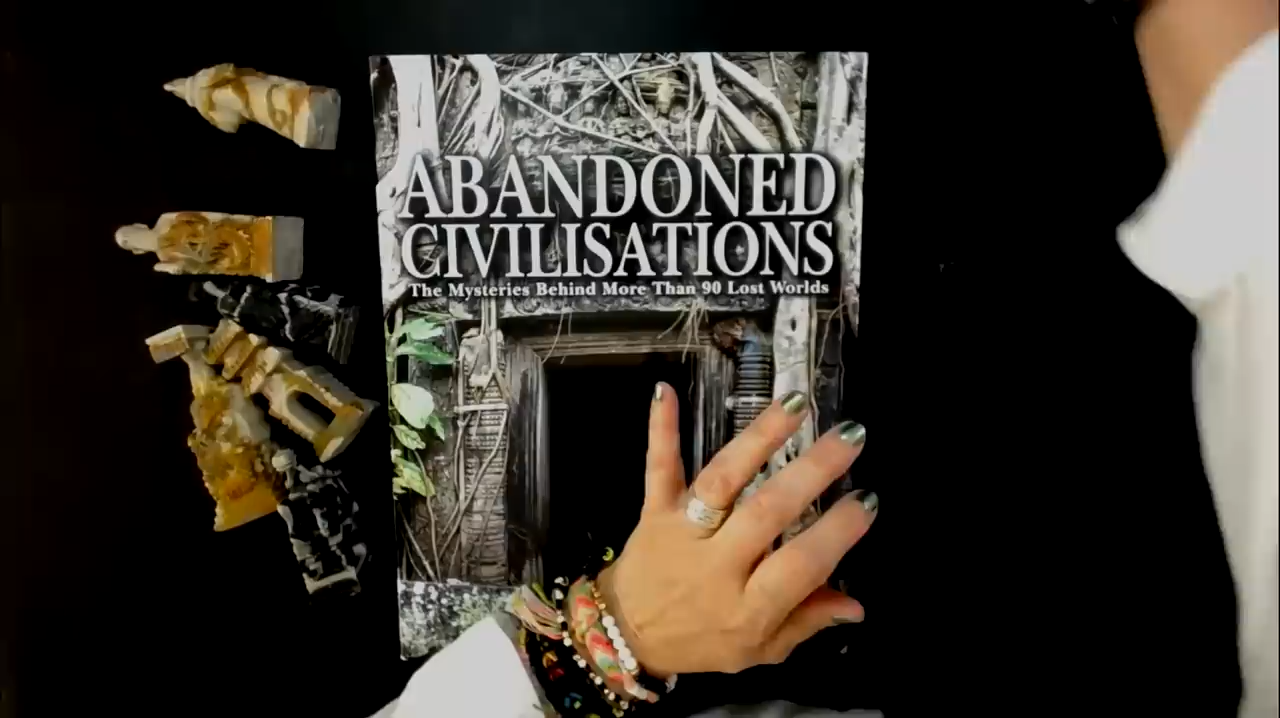 ABANDONED
CIVILISATIONS
The Mysteries Behind More Than 90 Lost Worlds